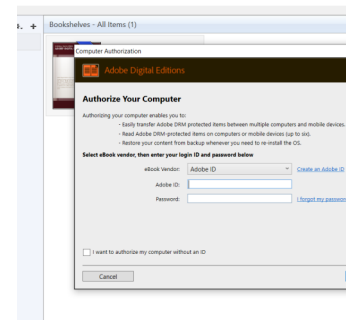 Bookshelves - All Items (1)
Computer Authorization
Adobe Digital Editions
Authorize Your Computer
Authorizing your computer enables you to:
- Easily transfer Adobe DRM protected items between multiple computers and mobile devices.
- Read Adobe DRM-protected items on computers or mobile devices (up to six).
- Restore your content from backup whenever you need to re-install the OS.
Select eBook vendor, then enter your login ID and password below
eBook Vendor: Adobe ID Create an Adobe ID
Adobe ID:
Password: I forgot my passwor
I want to authorize my computer without an ID
Cancel